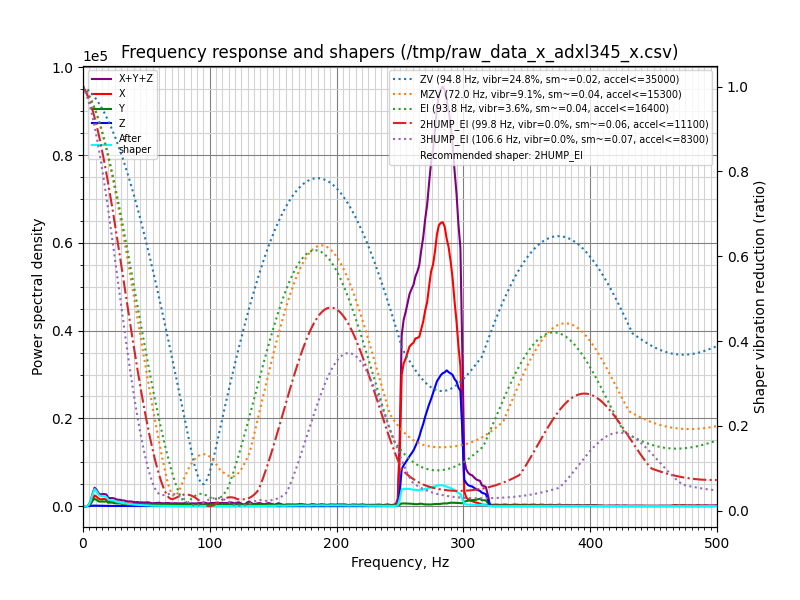 Frequency response and shapers (/tmp/raw_data_x_adxl345_x.csv)
1e5
X+Y+Z
X
Y
Z
After
shaper
ZV (94.8 Hz, vibr=24.8%, sm~=0.02, accel<=35000)
MZV (72.0 Hz, vibr=9.1%, sm~=0.04, accel<=15300)
EI (93.8 Hz, vibr=3.6%, sm~=0.04, accel<=16400)
2HUMP_EI (99.8 Hz, vibr=0.0%, sm~=0.06, accel<=11100)
3HUMP_EI (106.6 Hz, vibr=0.0%, sm~=0.07, accel<=8300)
Recommended shaper: 2HUMP_EI
Power spectral density
1.0
0.8
0.6
0.4
0.2
0.0
Shaper vibration reduction (ratio)
1.0
0.8
0.6
0.4
0.2
0.0
0 100 200 300 400 500
Frequency, Hz